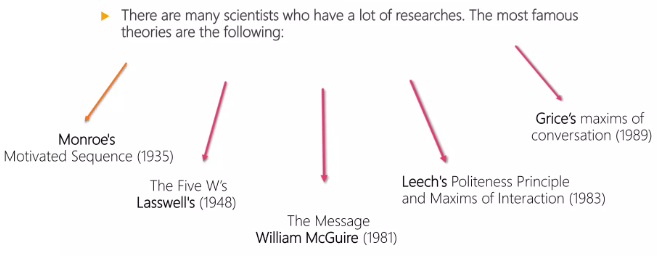 There are many scientists who have a lot of researches. The most famous
theories are the following:
Monroe's
Motivated Sequence (1935)
The Five W's
Lasswell's (1948)
The Message
William McGuire (1981)
Leech's Politeness Principle
and Maxims of Interaction (1983)
Grice's maxims of
conversation (1989)